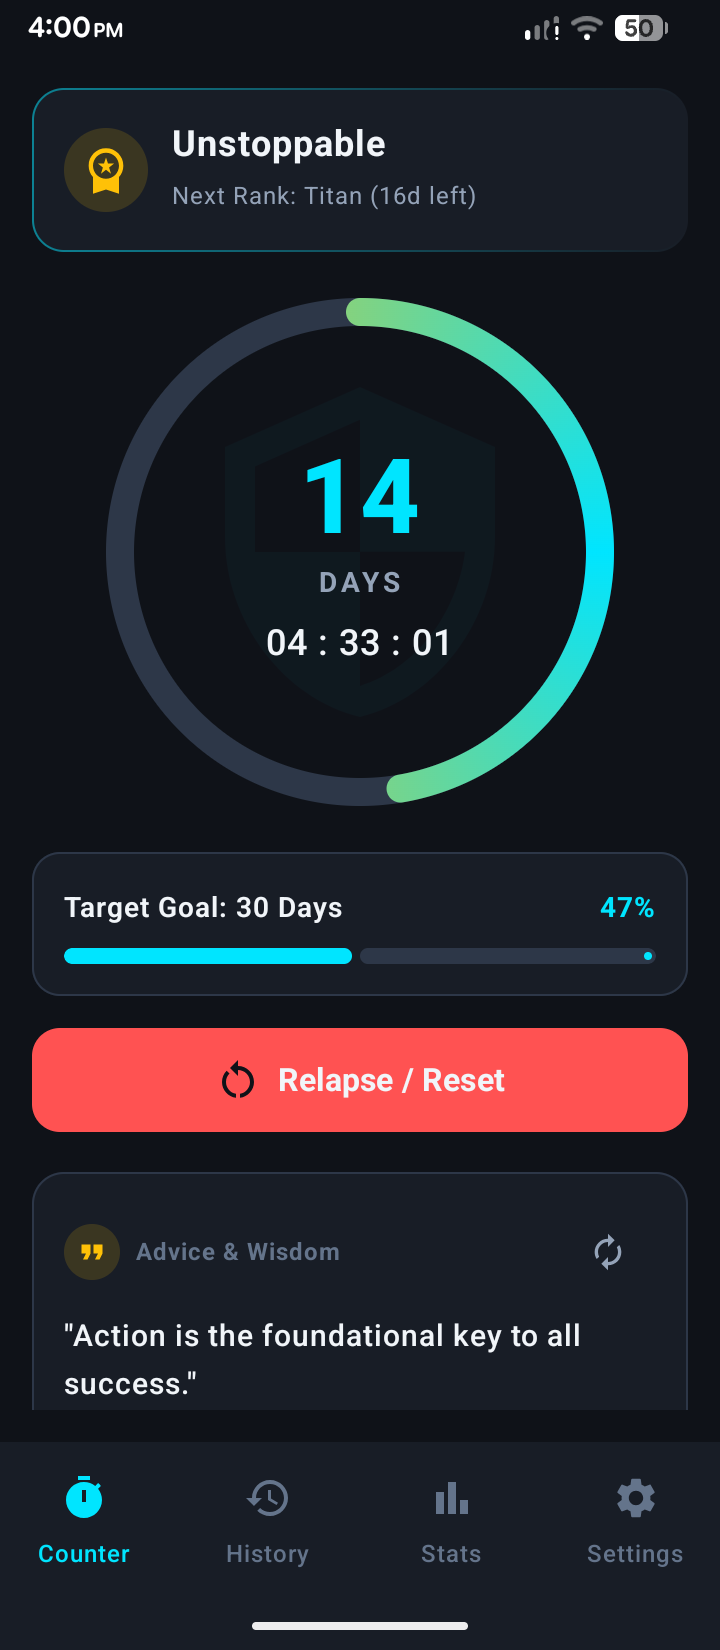 4:00 PM
50
Unstoppable
Next Rank: Titan (16d left)
14
DAYS
04 : 33 : 01
Target Goal: 30 Days
47%
Relapse / Reset
Advice & Wisdom
"Action is the foundational key to all
success."
Counter
History
Stats
Settings